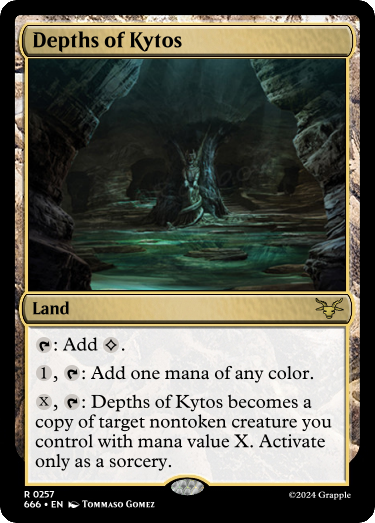 Depths of Kytos
Land
: Add .
1, : Add one mana of any color.
X, : Depths of Kytos becomes a
copy of target nontoken creature you
control with mana value X. Activate
only as a sorcery.
R 0257
666 • EN Tommaso Gomez
©2024 Grapple